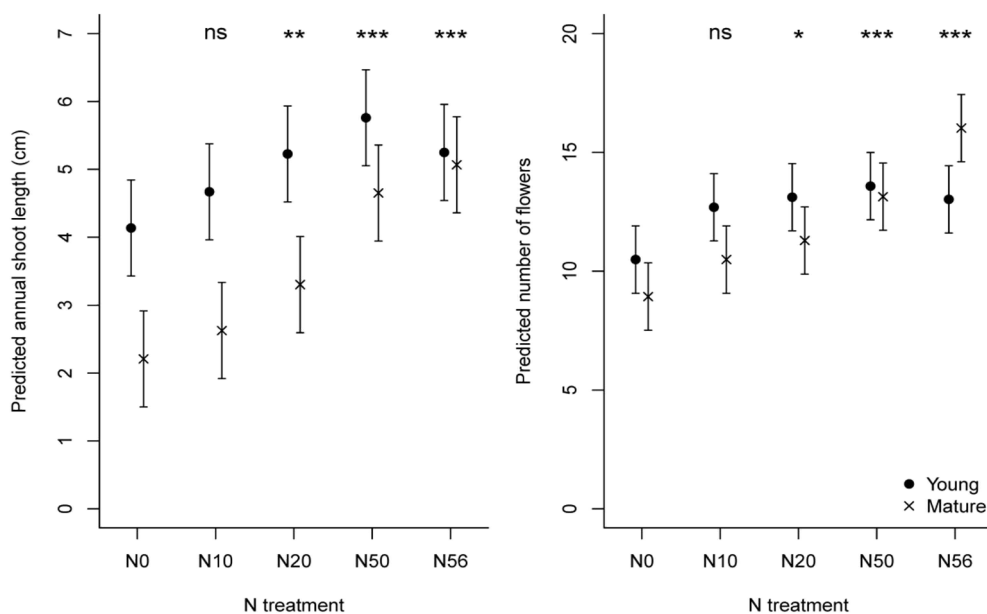 Predicted annual shoot length (cm)
7
6
5
4
3
2
1
0
ns ** *** ***
N0 N10 N20 N50 N56
N treatment
Predicted number of flowers
20
15
10
5
0
ns * *** ***
Young
Mature
N0 N10 N20 N50 N56
N treatment